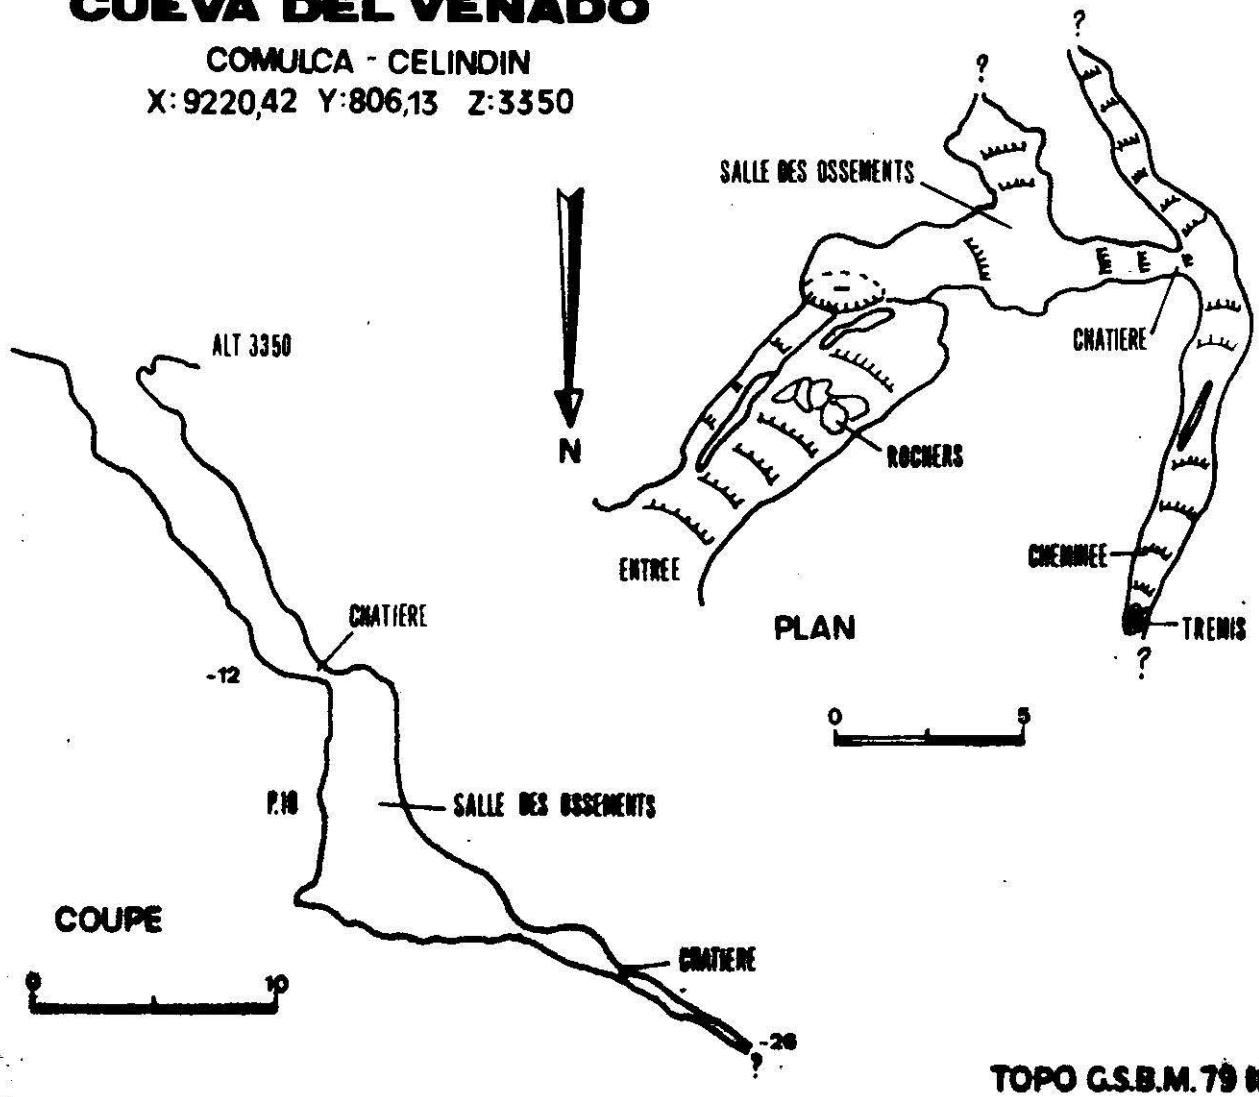 CUEVA DEL VENADO
COMULCA - CELINDIN
X:9220,42 Y:806,13 Z:3350
?
?
SALLE DES OSSEMENTS
CHATIERE
ROCHERS
ENTREE
CHEMINEE
TREMIS
?
PLAN
0 5
N
ALT 3350
CHATIERE
-12
P.10
SALLE DES OSSEMENTS
COUPE
0 10
CHATIERE
-26
?
TOPO G.S.B.M. 79